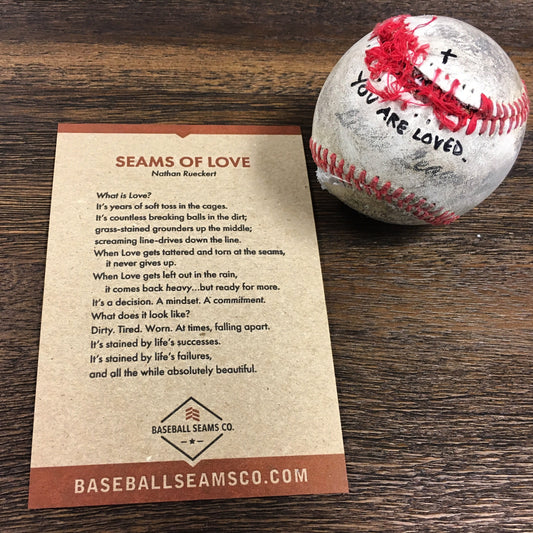 SEAMS OF LOVE
Nathan Rueckert
What is Love?
It's years of soft toss in the cages.
It's countless breaking balls in the dirt;
grass-stained grounders up the middle;
screaming line-drives down the line.
When Love gets tattered and torn at the seams,
it never gives up.
When Love gets left out in the rain,
it comes back heavy...but ready for more.
It's a decision. A mindset. A commitment.
What does it look like?
Dirty. Tired. Worn. At times, falling apart.
It's stained by life's successes.
It's stained by life's failures,
and all the while absolutely beautiful.
BASEBALL SEAMS CO.
BASEBALLSEAMSCO.COM
YOU ARE LOVED.